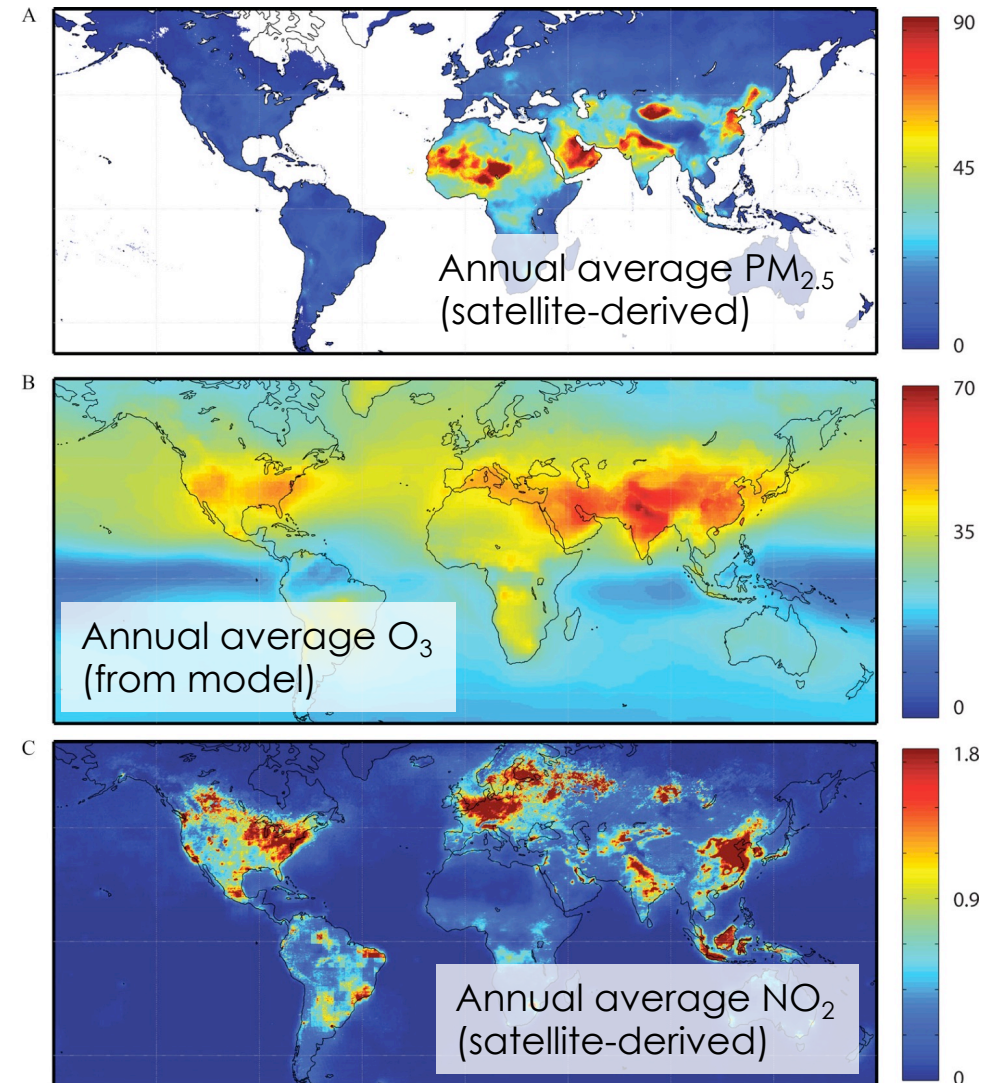 A
90
45
0
Annual average PM₂.₅
(satellite-derived)
B
70
35
0
Annual average O₃
(from model)
C
1.8
0.9
0
Annual average NO₂
(satellite-derived)